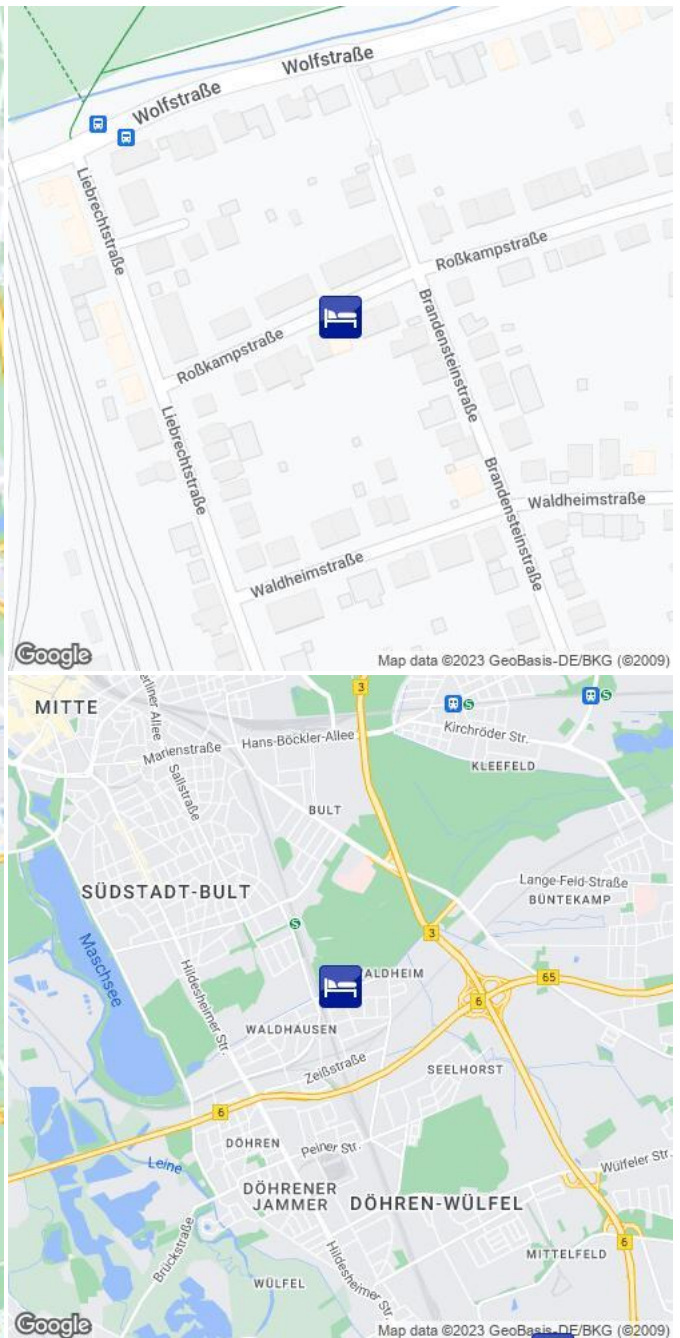 Wolfstraße
Wolfstraße
Liebrechtstraße
Roßkampstraße
Roßkampstraße
Brandensteinstraße
Liebrechtstraße
Brandensteinstraße
Waldheimstraße
Waldheimstraße
Google
Map data ©2023 GeoBasis-DE/BKG (©2009)
MITTE
erliner Allee
3
S
S
Marienstraße
Hans-Böckler-Allee
Kirchröder Str.
Sallstraße
KLEEFELD
BULT
SÜDSTADT-BULT
Lange-Feld-Straße
BÜNTEKAMP
S
3
Maschsee
ALDHEIM
65
6
Hildesheimer Str.
WALDHAUSEN
Zeißstraße
SEELHORST
6
DÖHREN
Peiner Str.
Leine
Wülfeler Str.
DÖHRENER
JAMMER
DÖHREN-WÜLFEL
Brückstraße
6
MITTELFELD
WÜLFEL
Hildesheimer Str.
Google
Map data ©2023 GeoBasis-DE/BKG (©2009)